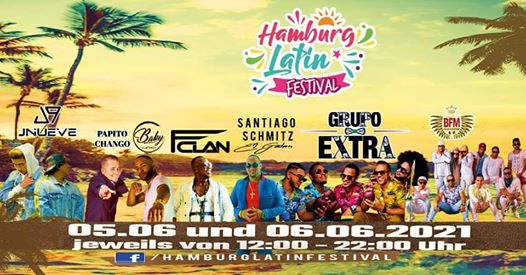 Hamburg
Latin
FESTIVAL
J9
JNUEVE
PAPITO
CHANGO
Baby
FCLAN
SANTIAGO
SCHMITZ
GRUPO
EXTRA
BFM
05.06 und 06.06.2021
jeweils von 12:00 - 22:00 Uhr
f /HAMBURGLATINFESTIVAL